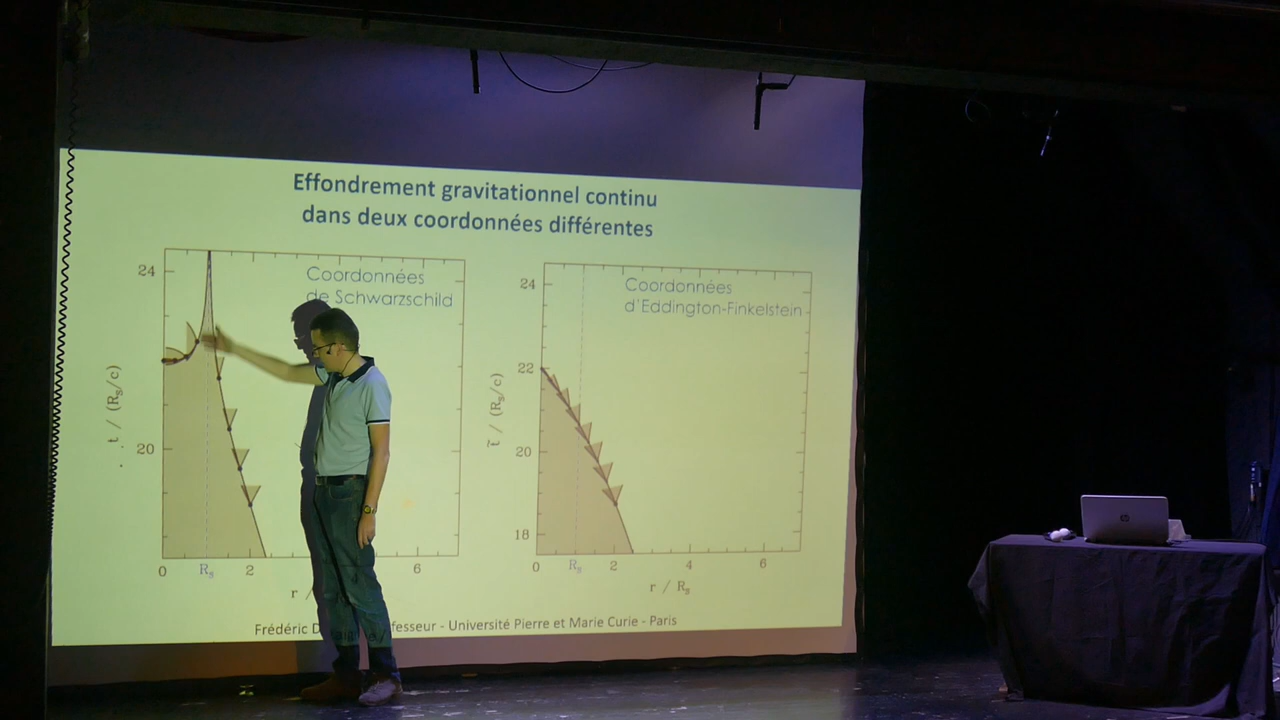 Effondrement gravitationnel continu
dans deux coordonnées différentes
Coordonnées
de Schwarzschild
24
20
t / (Rs/c)
0
Rs
2
6
r /
Coordonnées
d'Eddington-Finkelstein
24
22
20
18
t̃ / (Rs/c)
0
Rs
2
4
6
r / Rs
Frédéric D aigne / fesseur - Université Pierre et Marie Curie - Paris
hp